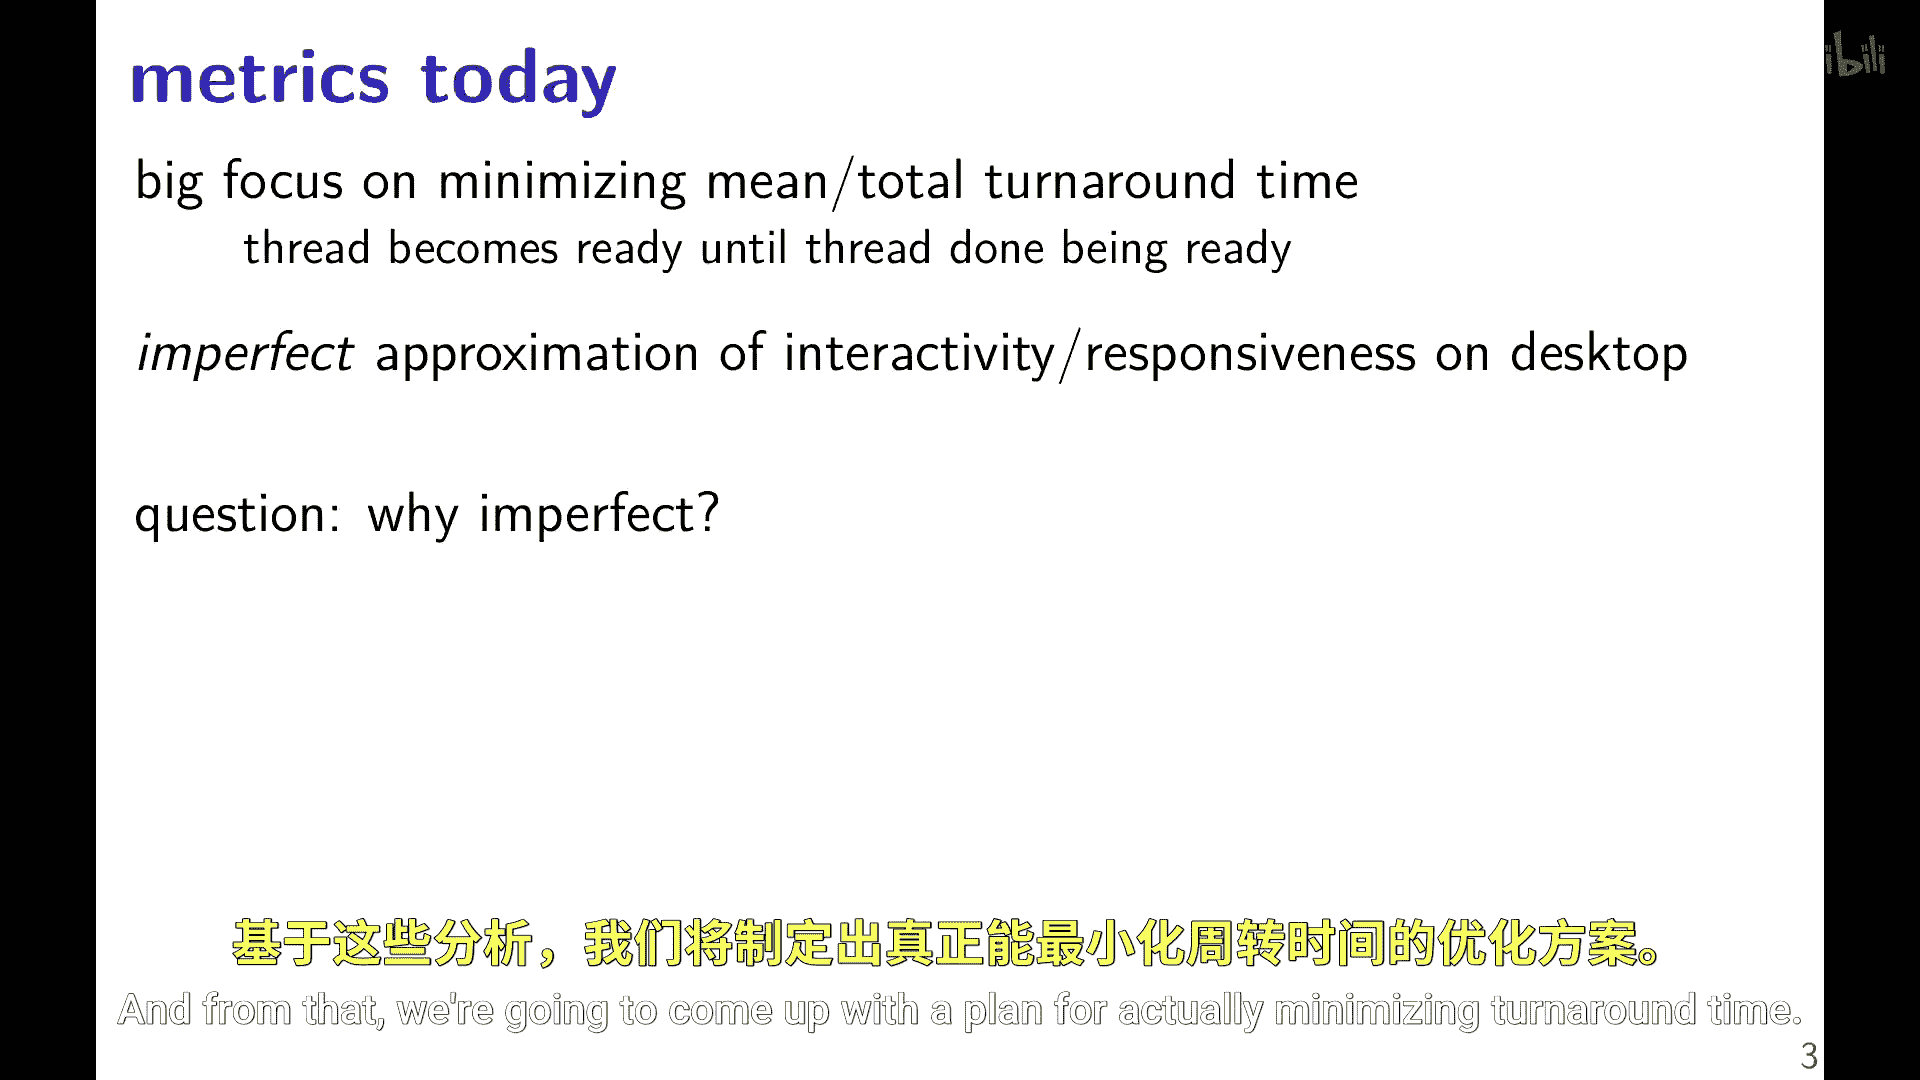 metrics today
big focus on minimizing mean/total turnaround time
thread becomes ready until thread done being ready
imperfect approximation of interactivity/responsiveness on desktop
question: why imperfect?
基于这些分析，我们将制定出真正能最小化周转时间的优化方案。
And from that, we're going to come up with a plan for actually minimizing turnaround time.
3